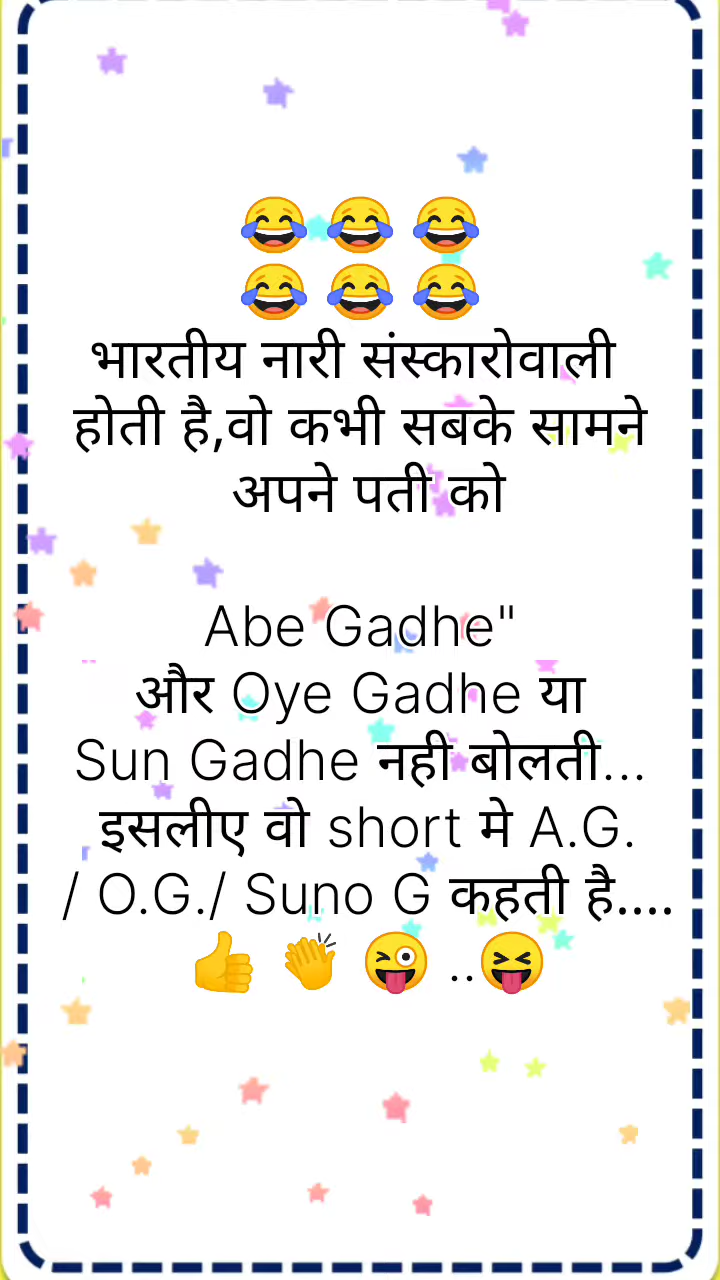 😂😂😂
😂😂😂
भारतीय नारी संस्कारोवाली
होती है,वो कभी सबके सामने
अपने पती को
Abe Gadhe"
और Oye Gadhe या
Sun Gadhe नही बोलती...
इसलीए वो short मे A.G.
/ O.G./ Suno G कहती है....
👍 👏 😜 ..😝